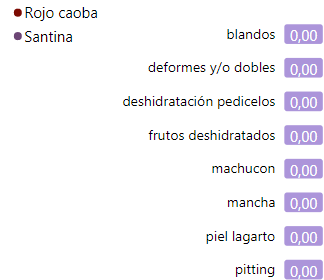 Rojo caoba
Santina
blandos 0,00
deformes y/o dobles 0,00
deshidratación pedicelos 0,00
frutos deshidratados 0,00
machucon 0,00
mancha 0,00
piel lagarto 0,00
pitting 0,00